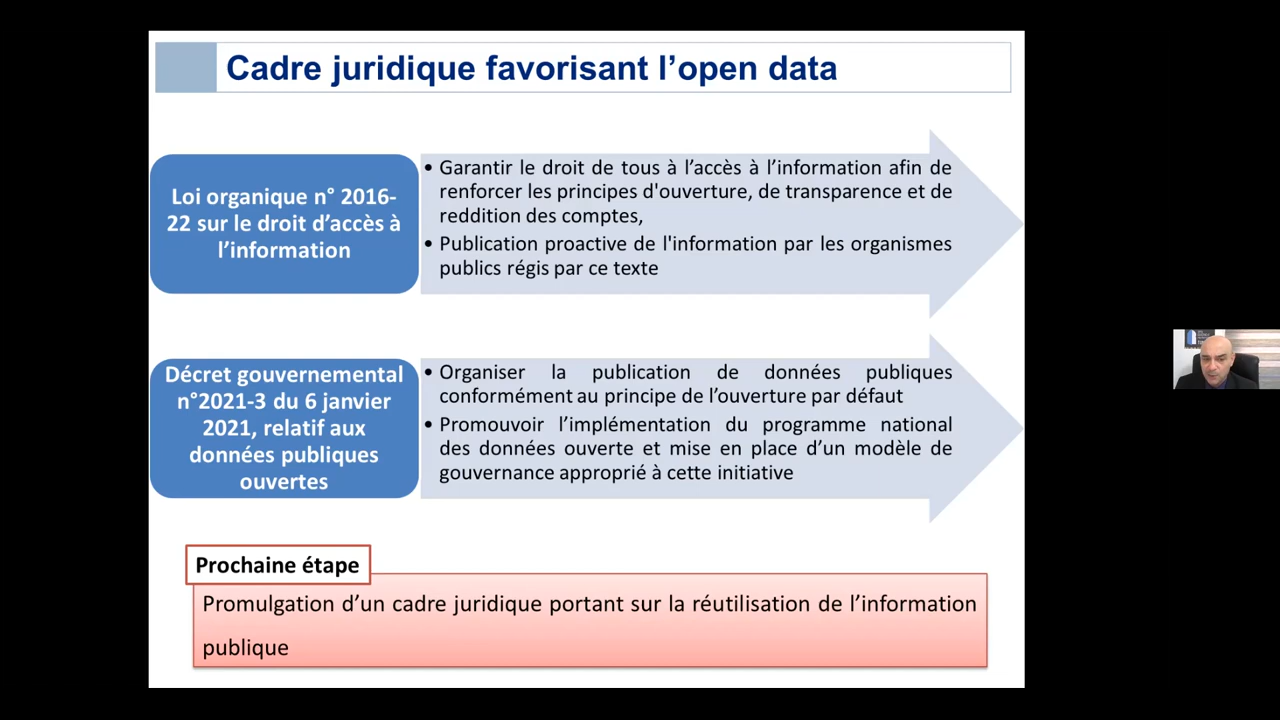 Cadre juridique favorisant l’open data
Loi organique n° 2016-
22 sur le droit d’accès à
l’information
• Garantir le droit de tous à l’accès à l’information afin de
renforcer les principes d'ouverture, de transparence et de
reddition des comptes,
• Publication proactive de l'information par les organismes
publics régis par ce texte
Décret gouvernemental
n°2021-3 du 6 janvier
2021, relatif aux
données publiques
ouvertes
• Organiser la publication de données publiques
conformément au principe de l’ouverture par défaut
• Promouvoir l’implémentation du programme national
des données ouverte et mise en place d’un modèle de
gouvernance approprié à cette initiative
Prochaine étape
Promulgation d’un cadre juridique portant sur la réutilisation de l’information
publique